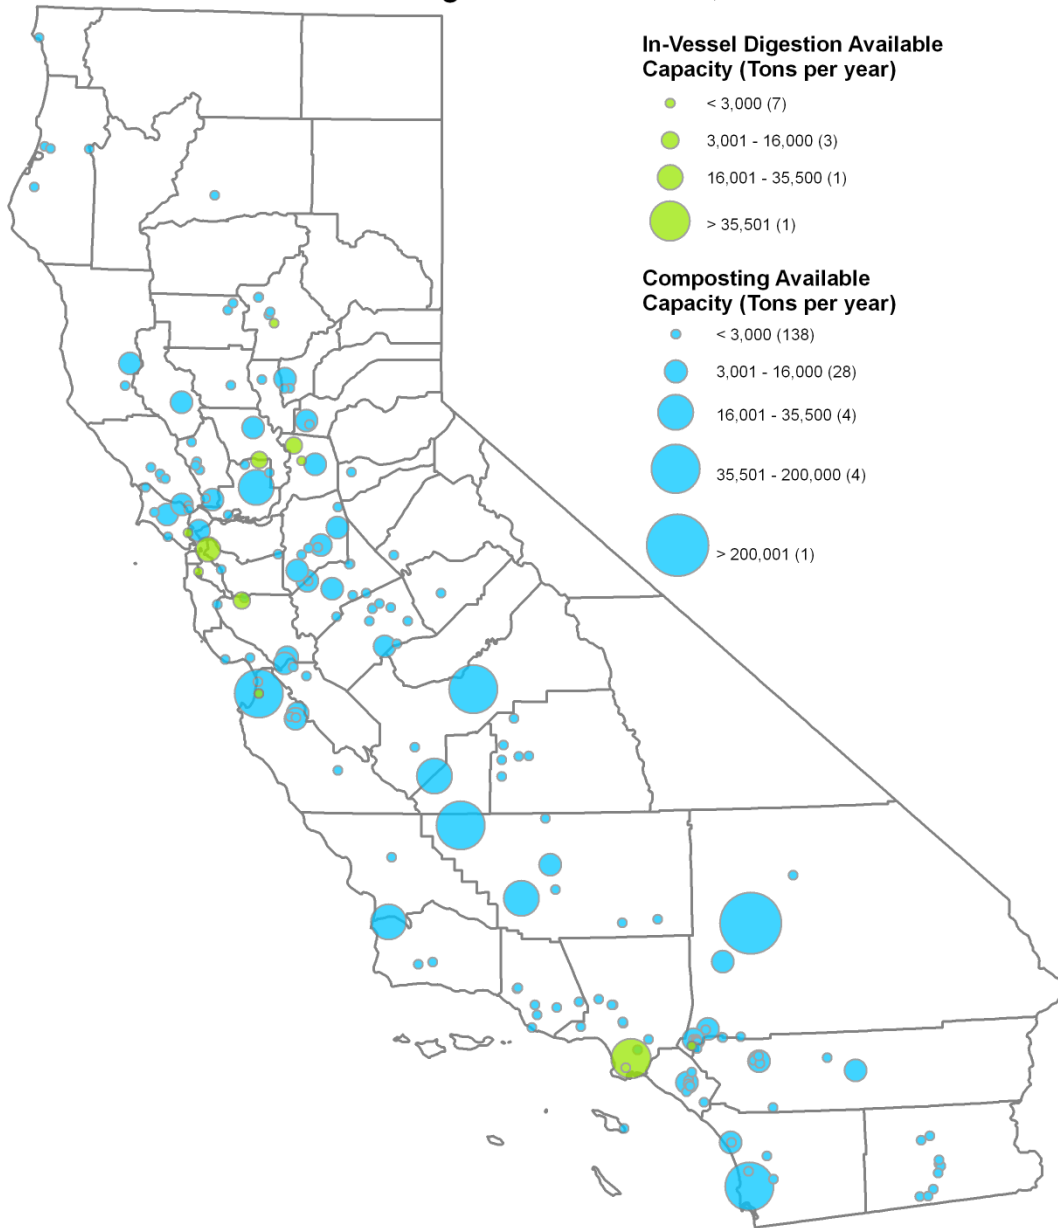 In-Vessel Digestion Available
Capacity (Tons per year)
< 3,000 (7)
3,001 - 16,000 (3)
16,001 - 35,500 (1)
> 35,501 (1)
Composting Available
Capacity (Tons per year)
< 3,000 (138)
3,001 - 16,000 (28)
16,001 - 35,500 (4)
35,501 - 200,000 (4)
> 200,001 (1)